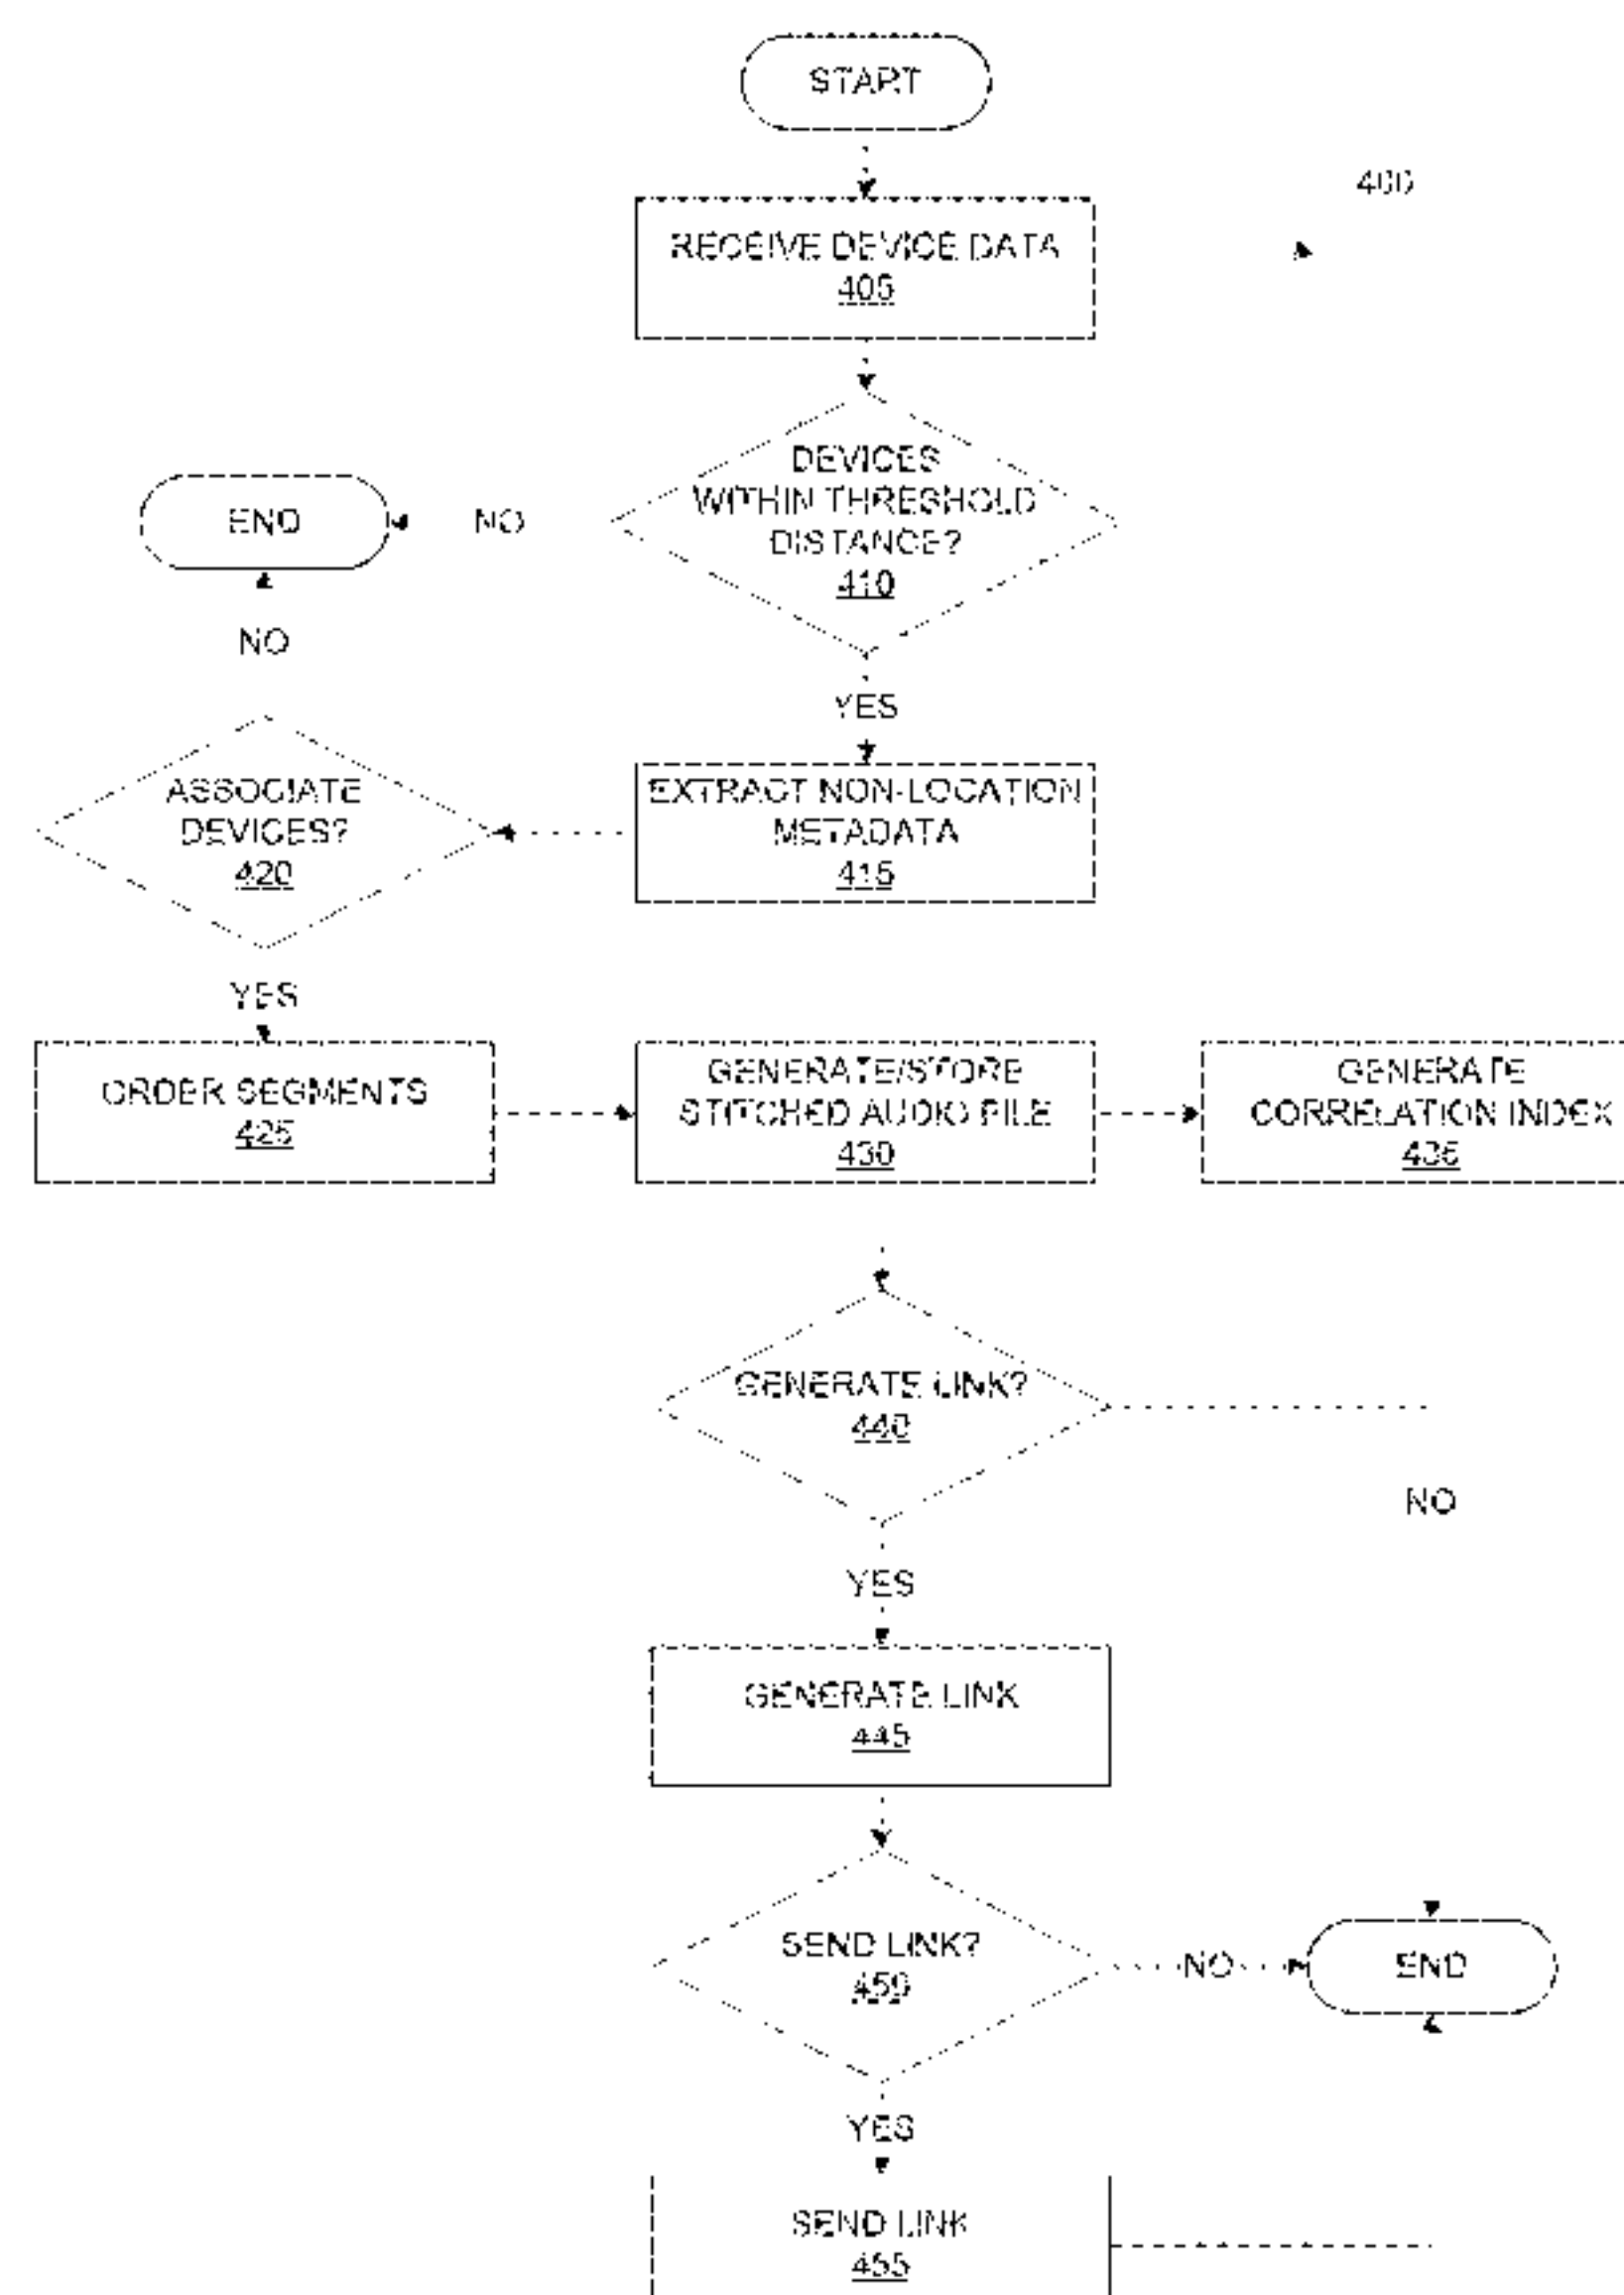 START
400
RECEIVE DEVICE DATA
405
DEVICES
WITHIN THRESHOLD
DISTANCE?
410
NO
END
NO
YES
EXTRACT NON-LOCATION
METADATA
415
ASSOCIATE
DEVICES?
420
YES
ORDER SEGMENTS
425
GENERATE/STORE
STITCHED AUDIO FILE
430
GENERATE
CORRELATION INDEX
435
GENERATE LINK?
440
NO
YES
GENERATE LINK
445
SEND LINK?
450
NO
END
YES
SEND LINK
455